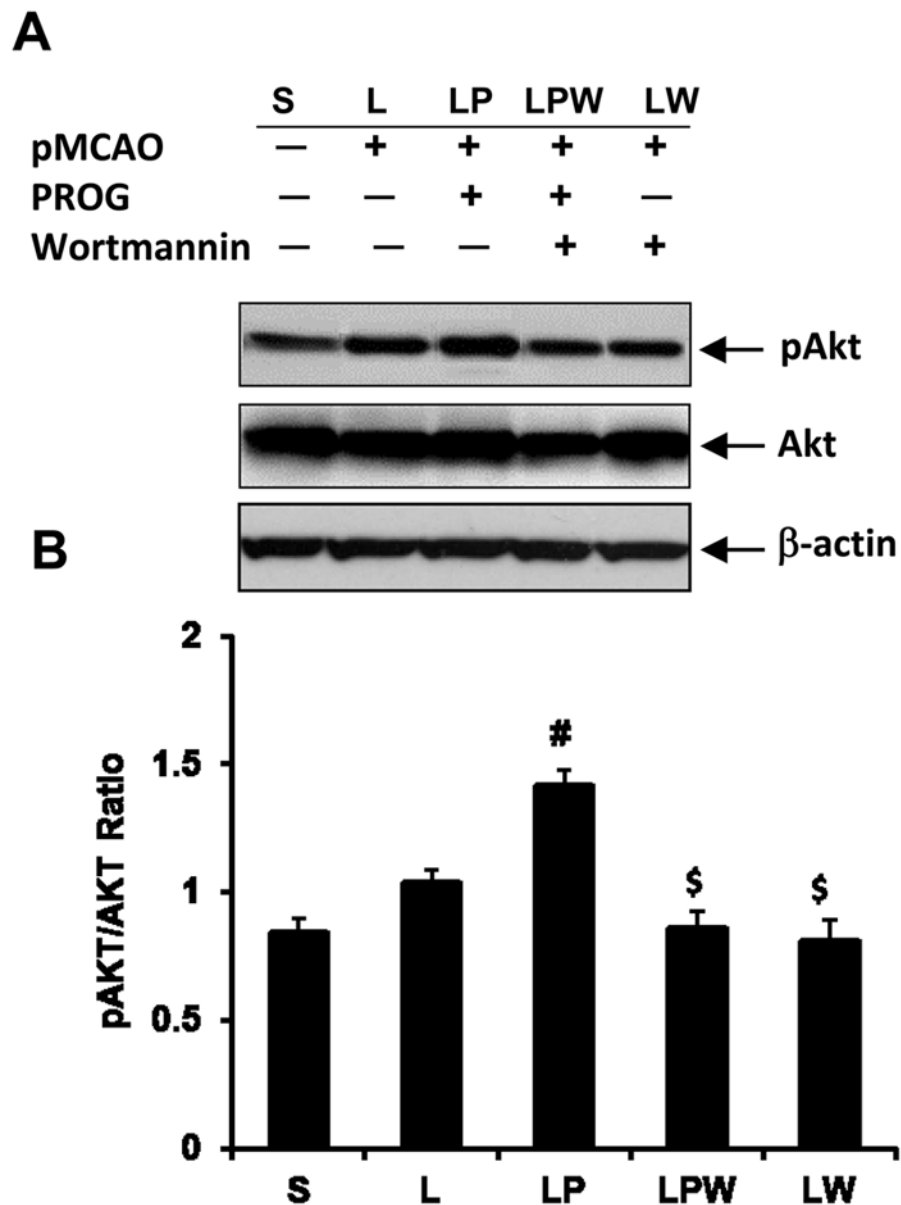 A
S L LP LPW LW
pMCAO — + + + +
PROG — — + + —
Wortmannin — — — + +
pAkt
Akt
β-actin
B
2
1.5
1
0.5
0
pAKT/AKT Ratio
#
$
$
S L LP LPW LW